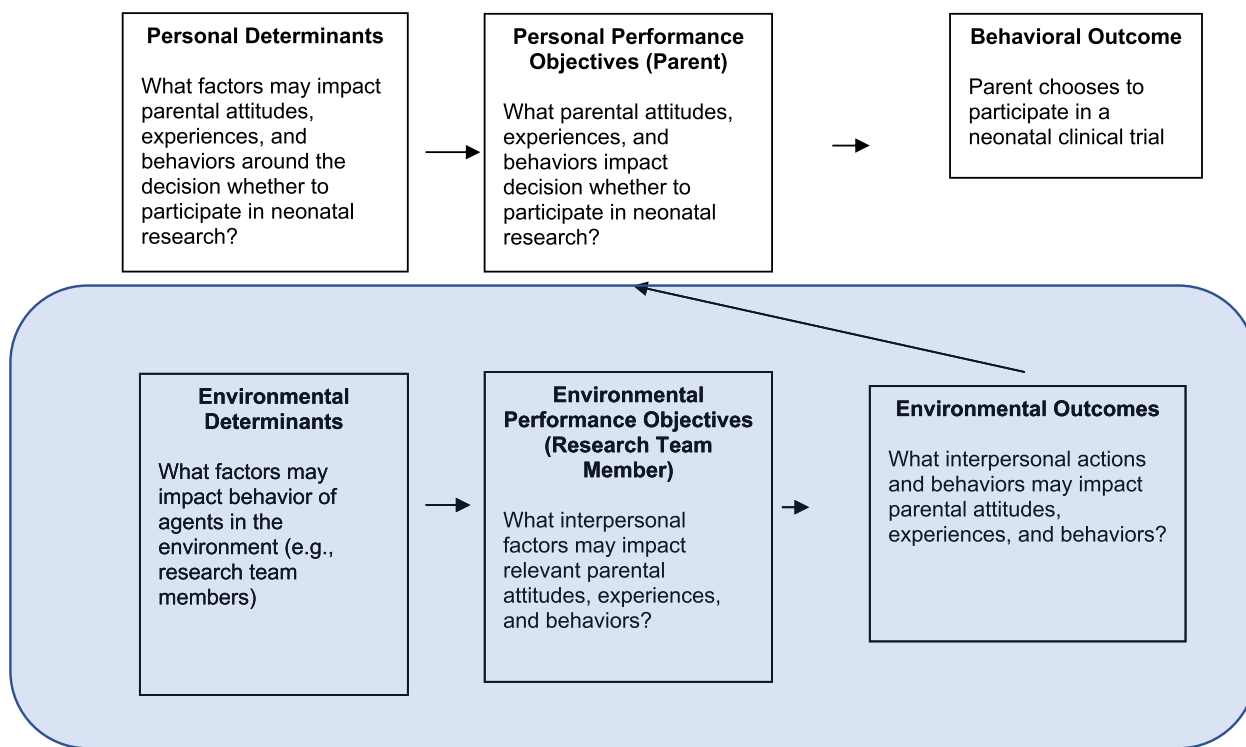 Personal Determinants
What factors may impact
parental attitudes,
experiences, and
behaviors around the
decision whether to
participate in neonatal
research?
Personal Performance
Objectives (Parent)
What parental attitudes,
experiences, and
behaviors impact
decision whether to
participate in neonatal
research?
Behavioral Outcome
Parent chooses to
participate in a
neonatal clinical trial
Environmental
Determinants
What factors may
impact behavior of
agents in the
environment (e.g.,
research team
members)
Environmental
Performance Objectives
(Research Team
Member)
What interpersonal
factors may impact
relevant parental
attitudes, experiences,
and behaviors?
Environmental Outcomes
What interpersonal actions
and behaviors may impact
parental attitudes,
experiences, and behaviors?